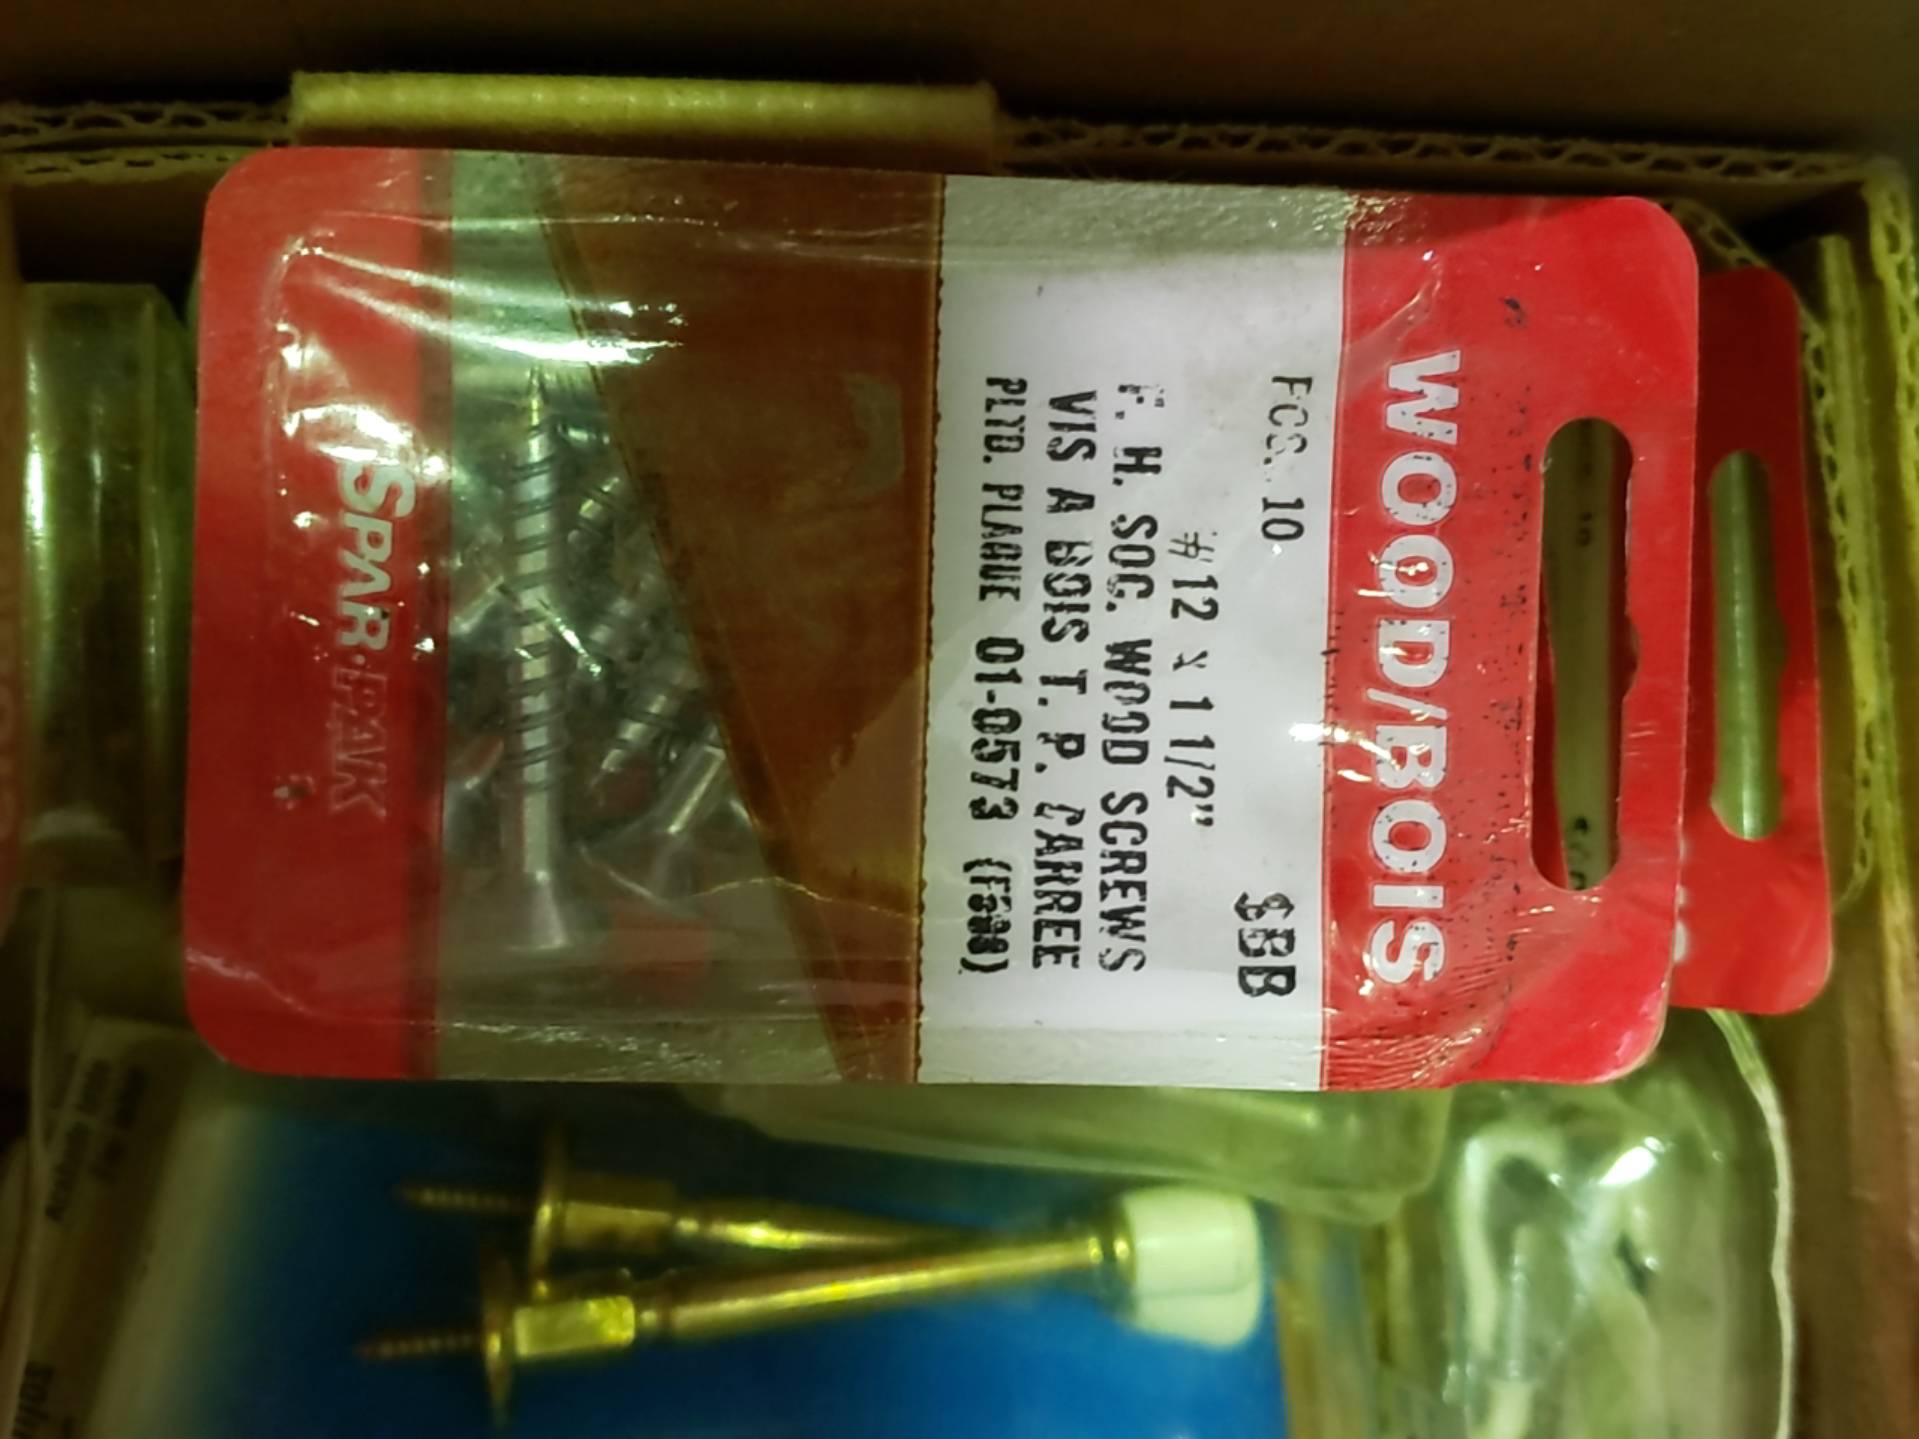 WOOD/BOIS
PCS. 10 $BB
#12 x 1 1/2"
F. H. SOC. WOOD SCREWS
VIS A BOIS T. P. CARREE
PLTD. PLAQUE 01-0573
SPAR·PAK